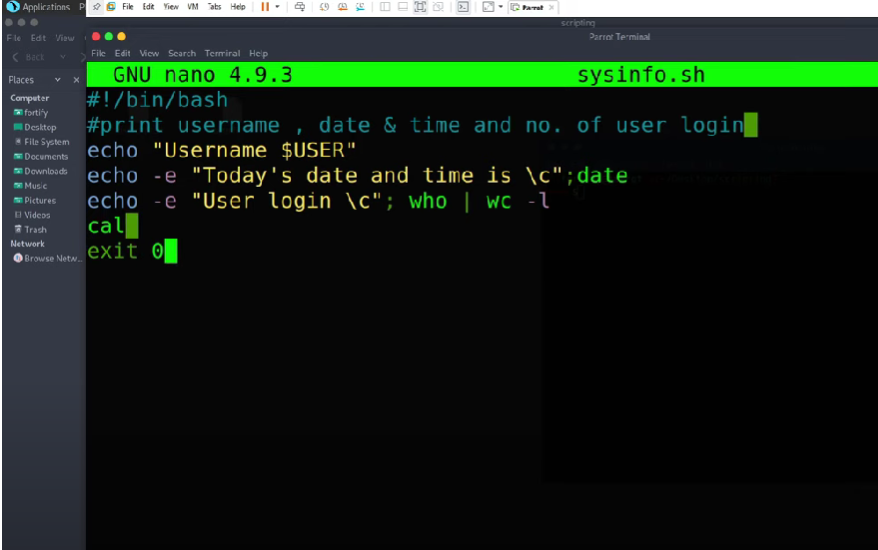 Applications File Edit View VM Tabs Help Parrot
scripting
File Edit View
Parrot Terminal
Back
File Edit View Search Terminal Help
Places
GNU nano 4.9.3 sysinfo.sh
Computer
fortify
Desktop
File System
Documents
Downloads
Music
Pictures
Videos
Trash
Network
Browse Netw...
#!/bin/bash
#print username , date & time and no. of user login
echo "Username $USER"
echo -e "Today's date and time is \c";date
echo -e "User login \c"; who | wc -l
cal
exit 0